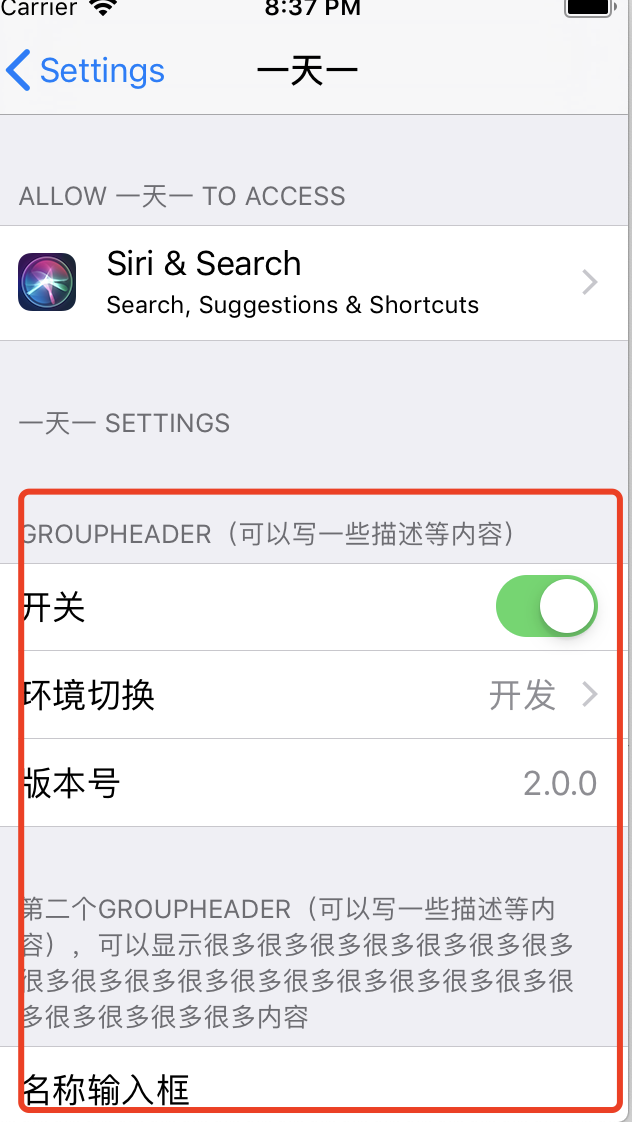 Carrier 8:37 PM
Settings 一天一
ALLOW 一天一 TO ACCESS
Siri & Search
Search, Suggestions & Shortcuts
一天一 SETTINGS
GROUPHEADER（可以写一些描述等内容）
开关
环境切换 开发
版本号 2.0.0
第二个GROUPHEADER（可以写一些描述等内
容），可以显示很多很多很多很多很多很多很多
很多很多很多很多很多很多很多很多很多很多很
多很多很多很多很多内容
名称输入框